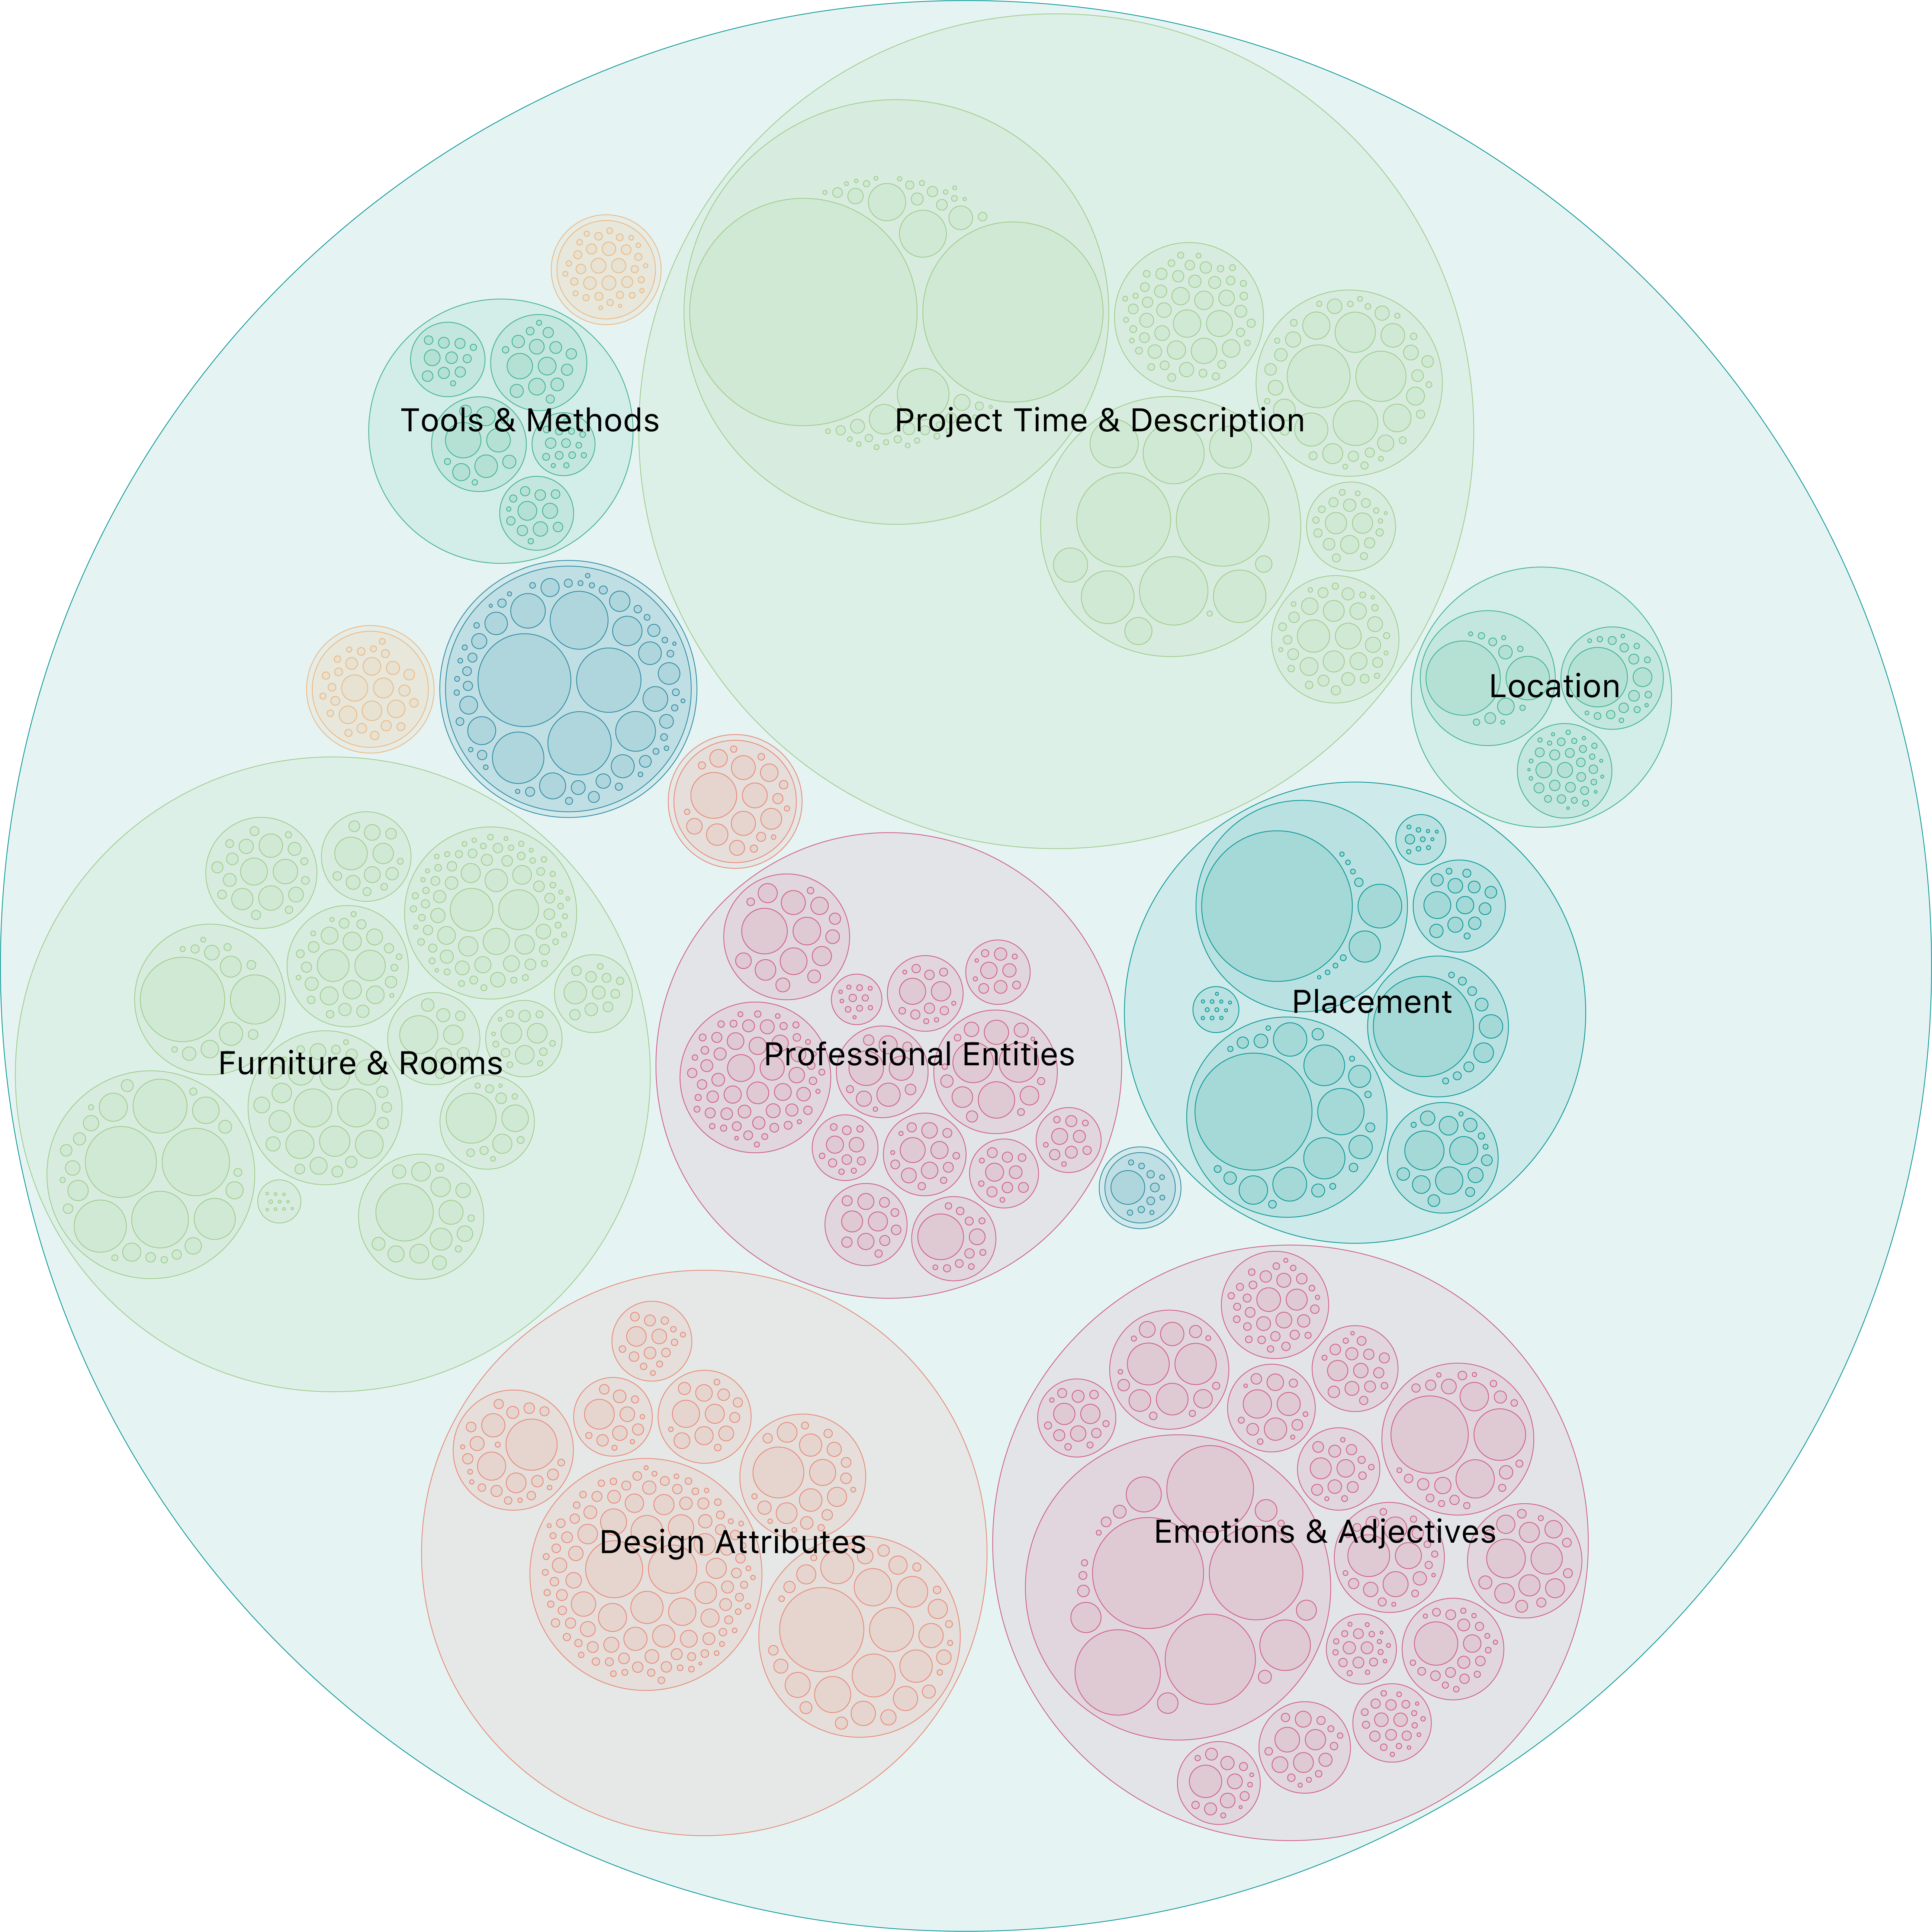 Tools & Methods
Project Time & Description
Location
Placement
Professional Entities
Furniture & Rooms
Emotions & Adjectives
Design Attributes